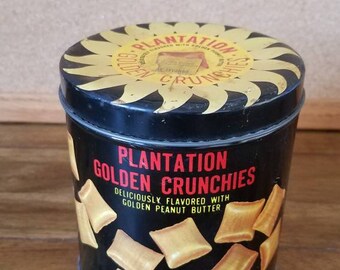 PLANTATION
GOLDEN CRUNCHIES
PLANTATION
GOLDEN CRUNCHIES
DELICIOUSLY FLAVORED WITH
GOLDEN PEANUT BUTTER